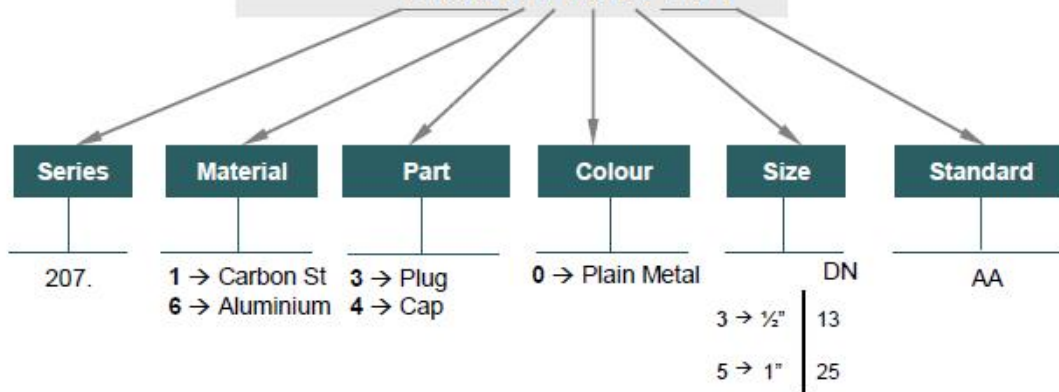 Series Material Part Colour Size Standard
207. 1 → Carbon St 3 → Plug 0 → Plain Metal DN AA
6 → Aluminium 4 → Cap
3 → ½” 13
5 → 1” 25